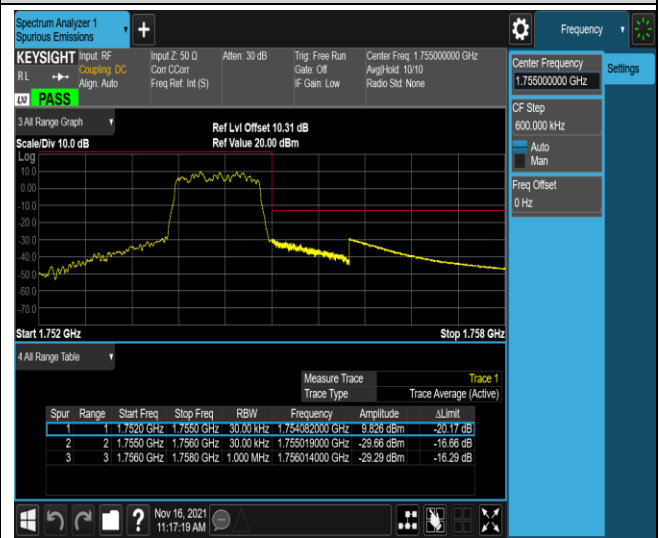 Spectrum Analyzer 1
Spurious Emissions
+
Frequency
KEYSIGHT Input: RF
R L
Coupling: DC
Align: Auto
LXI PASS
Input Z: 50 Ω
Corr CCorr
Freq Ref: Int (S)
Atten: 30 dB
Trig: Free Run
Gate: Off
IF Gain: Low
Center Freq: 1.755000000 GHz
Avg|Hold: 10/10
Radio Std: None
Center Frequency
1.755000000 GHz
Settings
CF Step
600.000 kHz
Auto
Man
Freq Offset
0 Hz
3 All Range Graph
Ref Lvl Offset 10.31 dB
Scale/Div 10.0 dB
Ref Value 20.00 dBm
Log
10.0
0.00
-10.0
-20.0
-30.0
-40.0
-50.0
-60.0
-70.0
Start 1.752 GHz
Stop 1.758 GHz
4 All Range Table
Measure Trace Trace 1
Trace Type Trace Average (Active)
Spur Range Start Freq Stop Freq RBW Frequency Amplitude ΔLimit
1 1 1.7520 GHz 1.7550 GHz 30.00 kHz 1.754082000 GHz 9.826 dBm -20.17 dB
2 2 1.7550 GHz 1.7560 GHz 30.00 kHz 1.755019000 GHz -29.66 dBm -16.66 dB
3 3 1.7560 GHz 1.7580 GHz 1.000 MHz 1.756014000 GHz -29.29 dBm -16.29 dB
?
Nov 16, 2021
11:17:19 AM